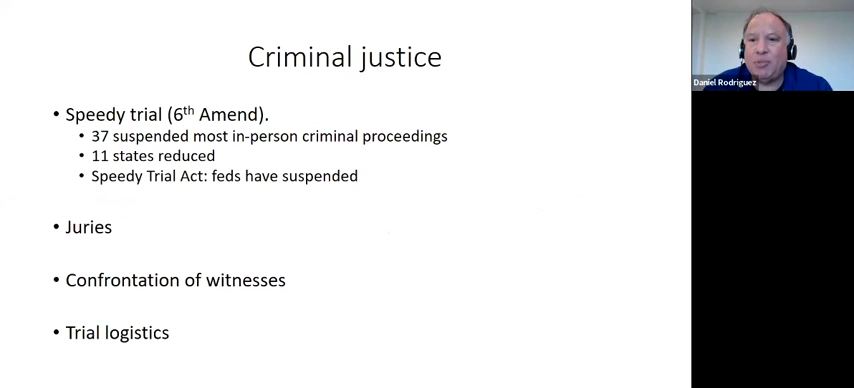 Criminal justice
Daniel Rodriguez
• Speedy trial (6th Amend).
• 37 suspended most in-person criminal proceedings
• 11 states reduced
• Speedy Trial Act: feds have suspended
• Juries
• Confrontation of witnesses
• Trial logistics